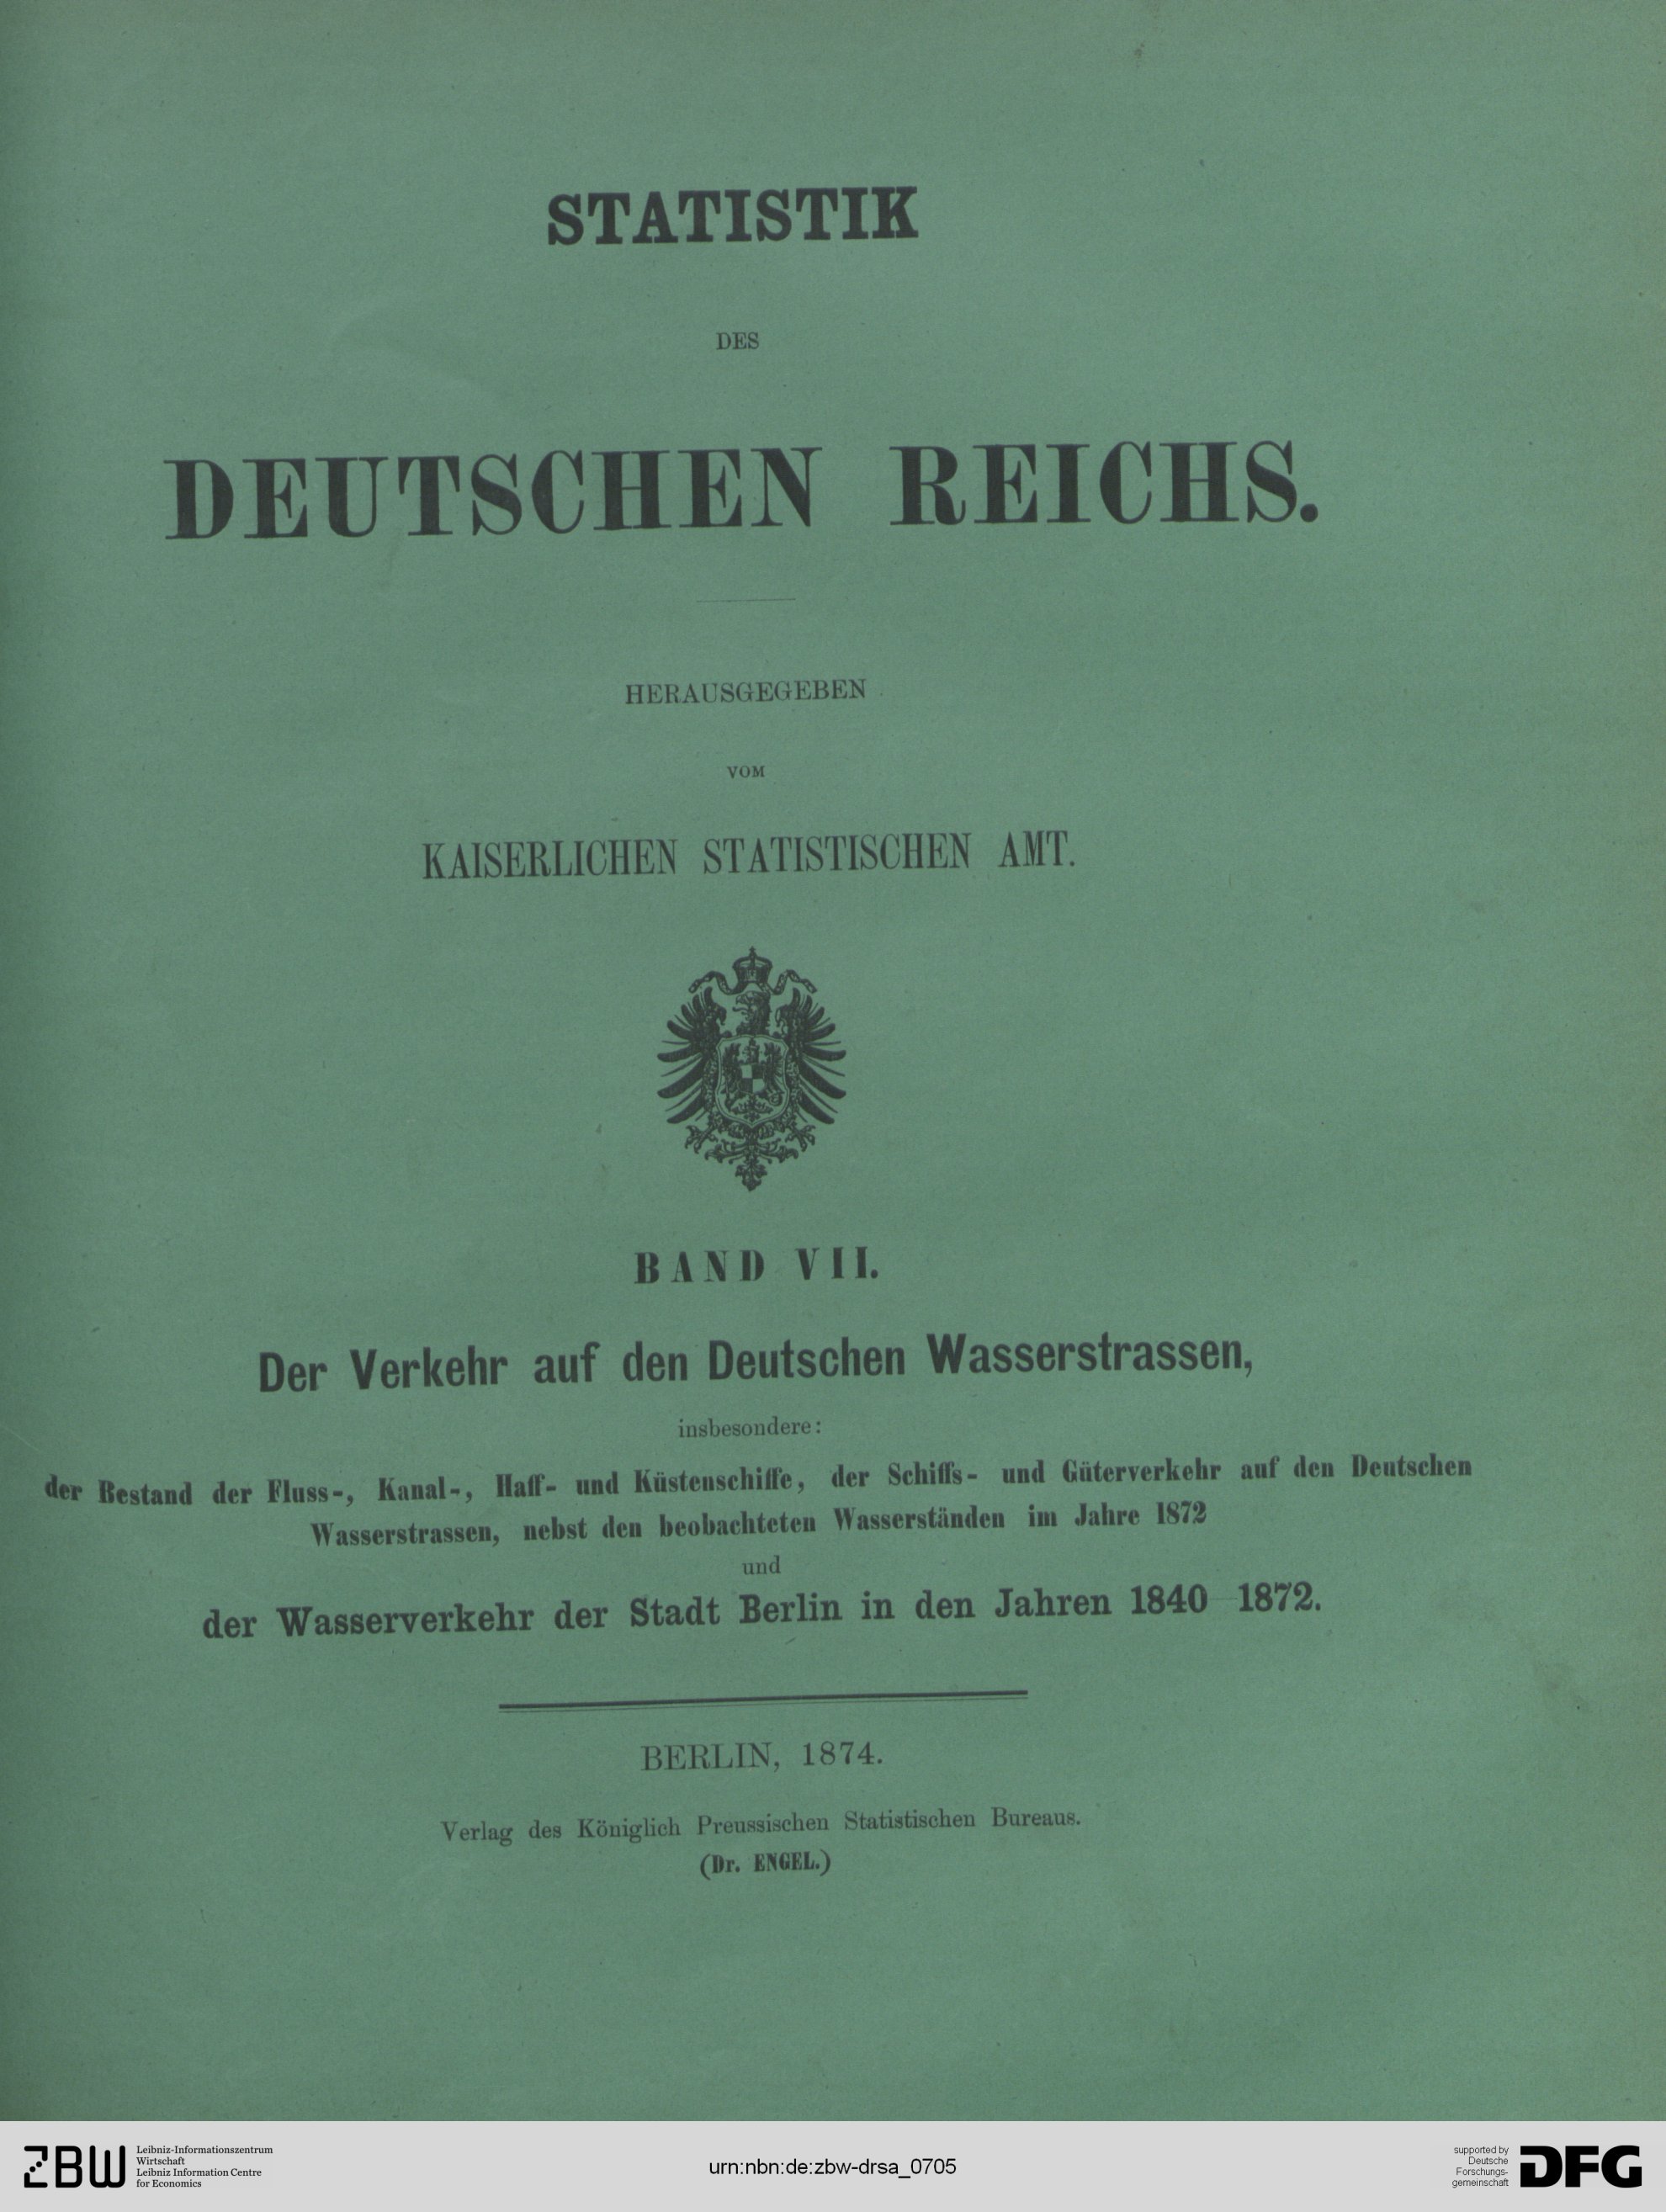 STATISTIK
DES
DEUTSCHEN REICHS.
HERAUSGEGEBEN
VOM
KAISERLICHEN STATISTISCHEN AMT.
BAND VII.
Der Verkehr auf den Deutschen Wasserstrassen,
insbesondere:
der Bestand der Fluss-, Kanal-, Haff- und Küstenschiffe, der Schiffs- und Güterverkehr auf den Deutschen
Wasserstrassen, nebst den beobachteten Wasserständen im Jahre 1872
und
der Wasserverkehr der Stadt Berlin in den Jahren 1840 1872.
BERLIN, 1874.
Verlag des Königlich Preussischen Statistischen Bureaus.
(Dr. ENGEL.)
ZBW
Leibniz-Informationszentrum
Wirtschaft
Leibniz Information Centre
for Economics
urn:nbn:de:zbw-drsa_0705
supported by
Deutsche
Forschungs-
gemeinschaft
DFG